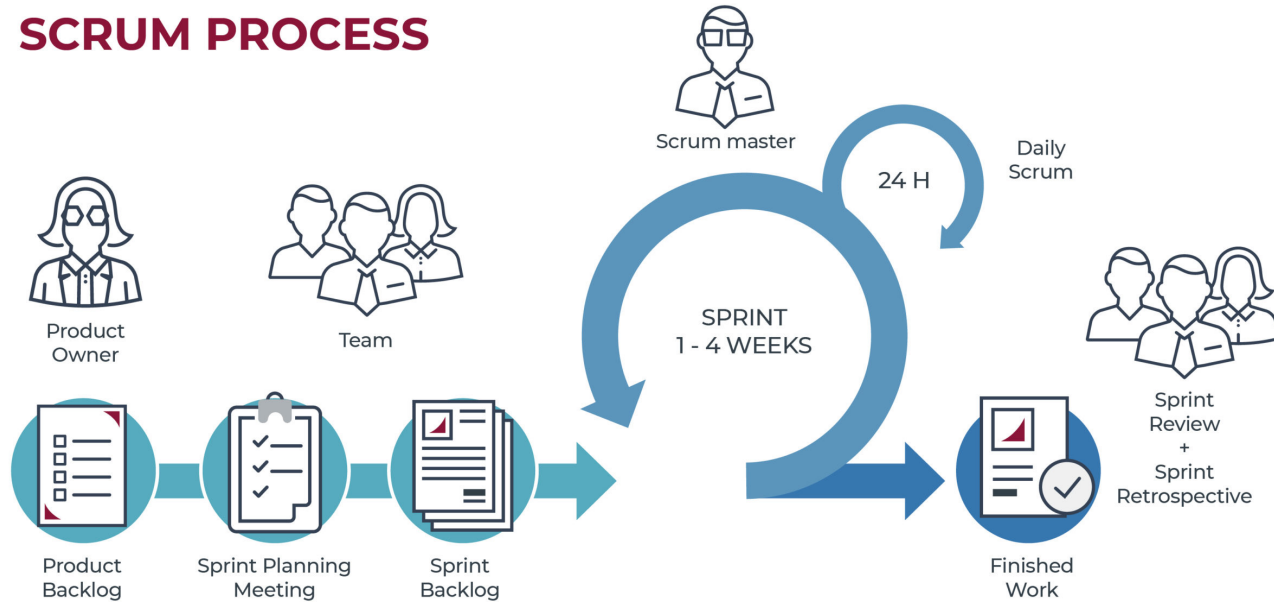 SCRUM PROCESS
Scrum master
24 H
Daily
Scrum
Product
Owner
Team
SPRINT
1 - 4 WEEKS
Sprint
Review
+
Sprint
Retrospective
Product
Backlog
Sprint Planning
Meeting
Sprint
Backlog
Finished
Work